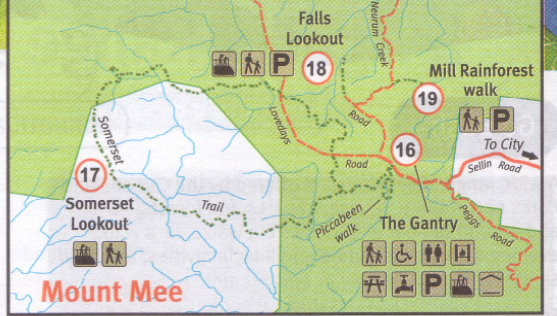 Falls
Lookout
P
18
Neurum Creek
Road
Mill Rainforest
walk
P
19
To City
Sellin Road
Lovedays
Road
16
Somerset
Trail
17
Somerset
Lookout
Piccabeen
walk
The Gantry
P
Peggs
Road
Mount Mee